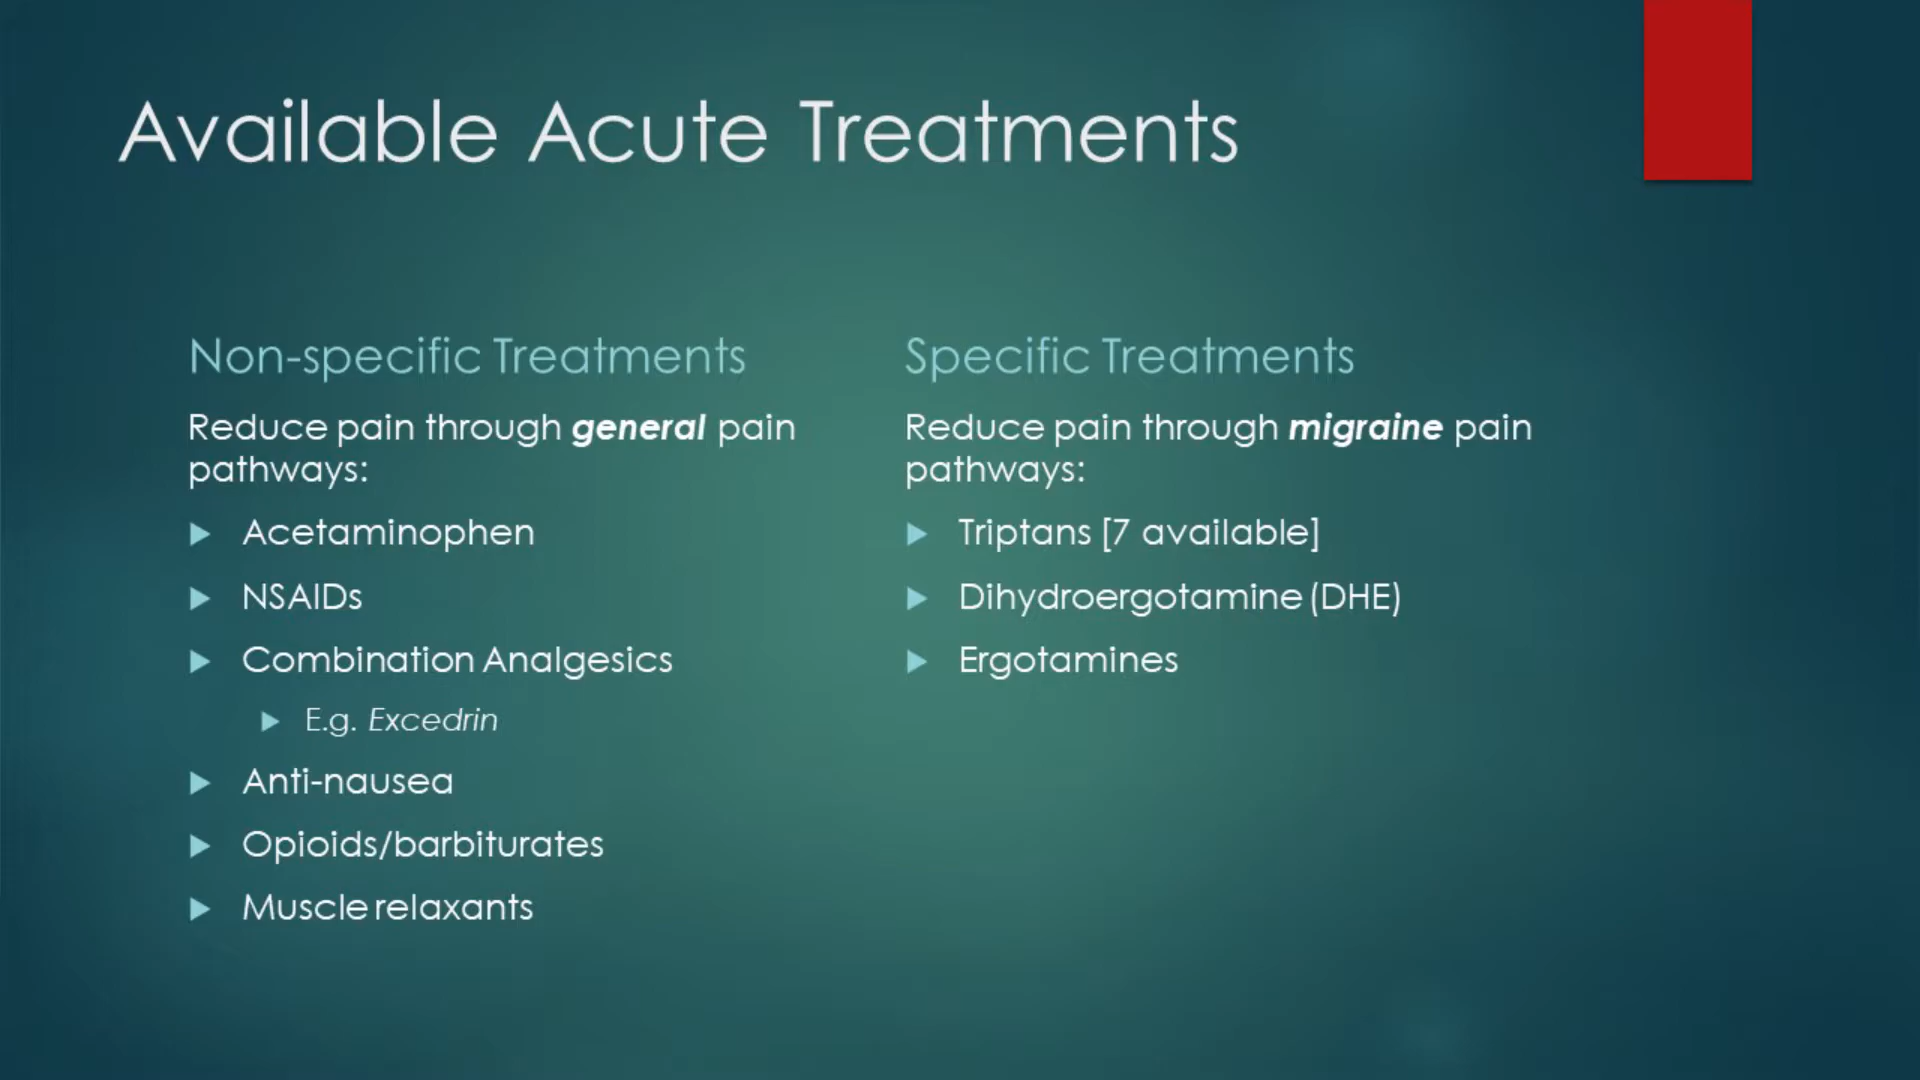 Available Acute Treatments
Non-specific Treatments
Reduce pain through general pain
pathways:
Acetaminophen
NSAIDs
Combination Analgesics
E.g. Excedrin
Anti-nausea
Opioids/barbiturates
Muscle relaxants
Specific Treatments
Reduce pain through migraine pain
pathways:
Triptans [7 available]
Dihydroergotamine (DHE)
Ergotamines